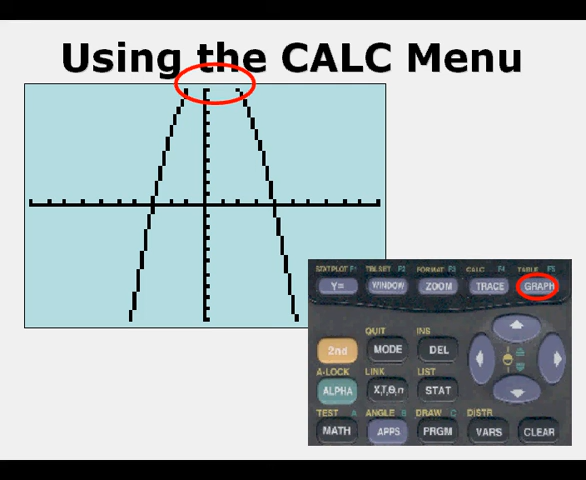 Using the CALC Menu
STATPLOT F1 TBLSET F2 FORMAT F3 CALC F4 TABLE F5
Y= WINDOW ZOOM TRACE GRAPH
QUIT INS
2nd MODE DEL
A-LOCK LINK LIST
ALPHA X,T,θ,n STAT
TEST A ANGLE B DRAW C DISTR
MATH APPS PRGM VARS CLEAR